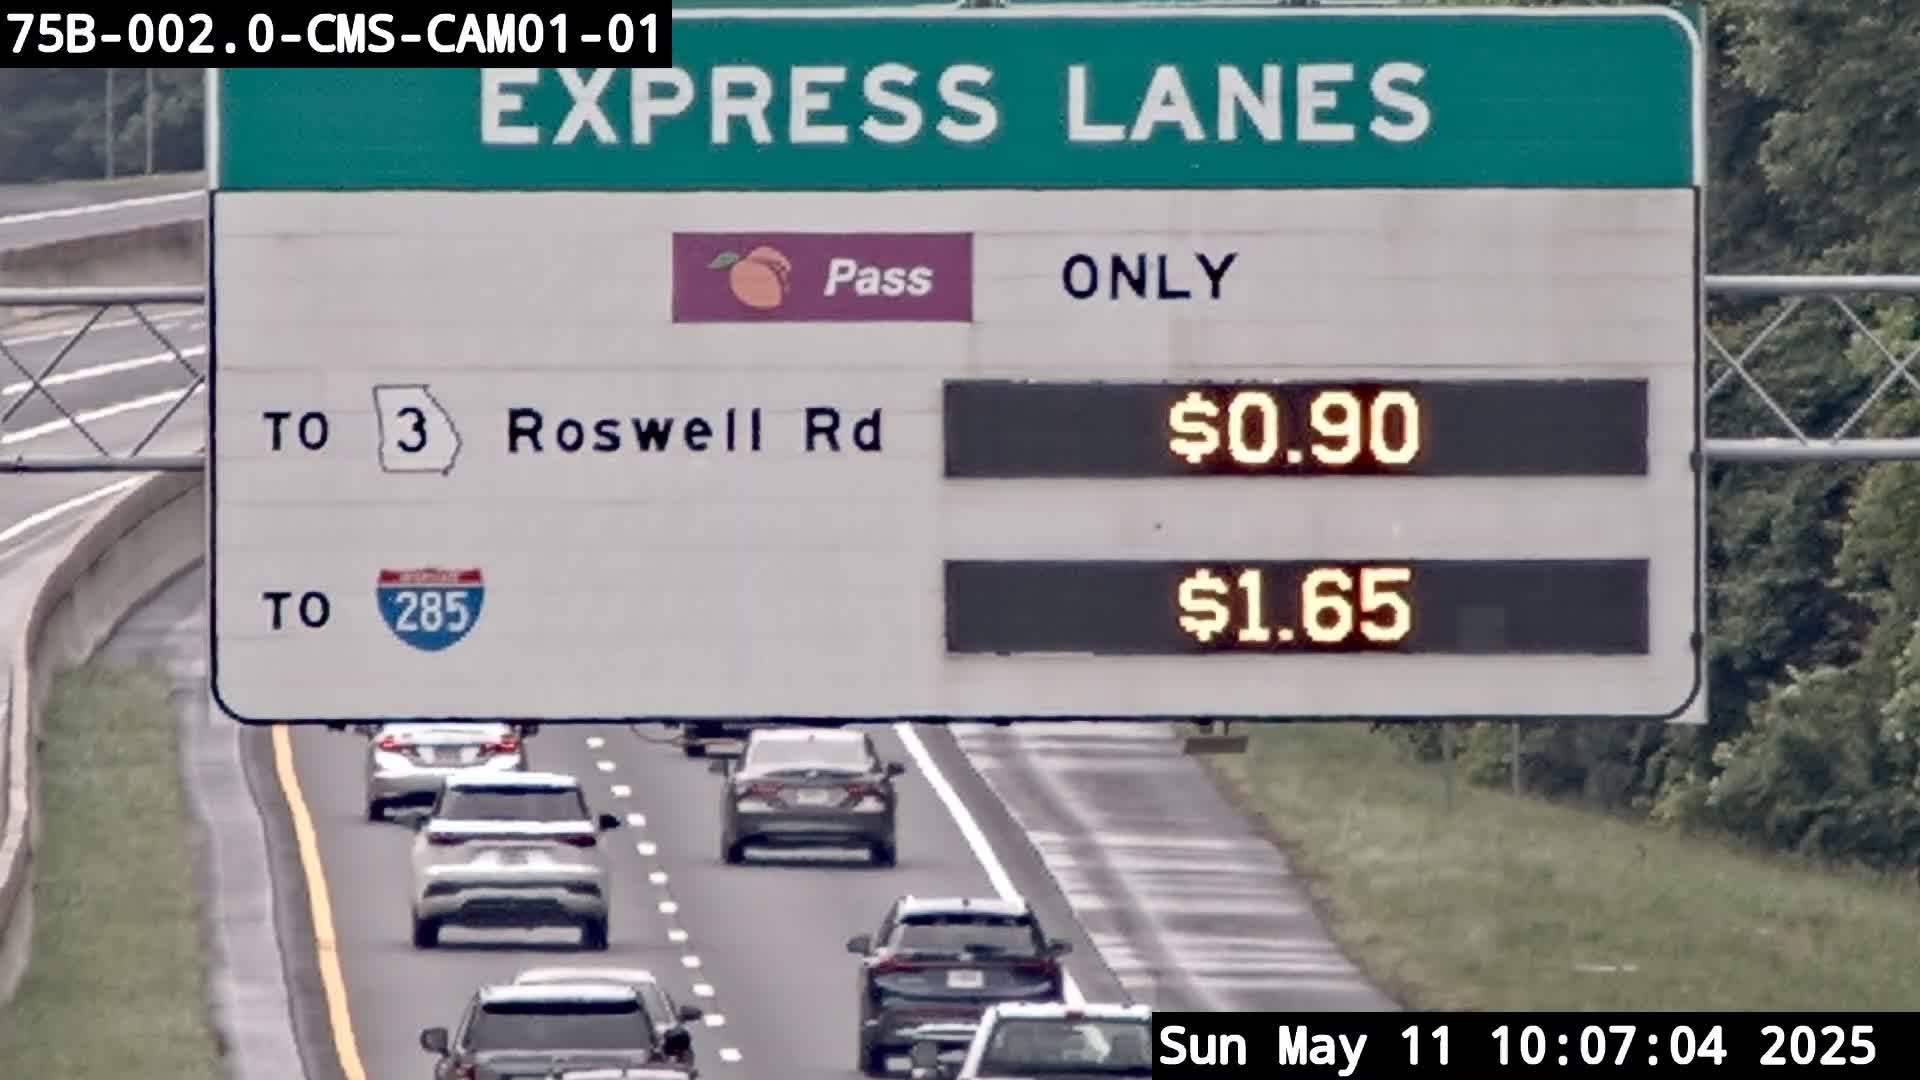 75B-002.0-CMS-CAM01-01
EXPRESS LANES
Pass ONLY
TO 3 Roswell Rd $0.90
TO 285 $1.65
Sun May 11 10:07:04 2025